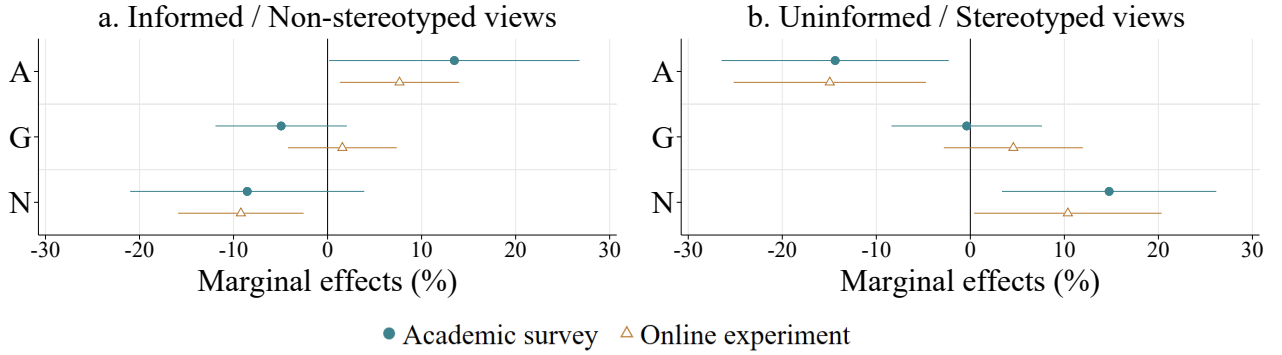 a. Informed / Non-stereotyped views
A
G
N
-30 -20 -10 0 10 20 30
Marginal effects (%)
b. Uninformed / Stereotyped views
A
G
N
-30 -20 -10 0 10 20 30
Marginal effects (%)
Academic survey Online experiment